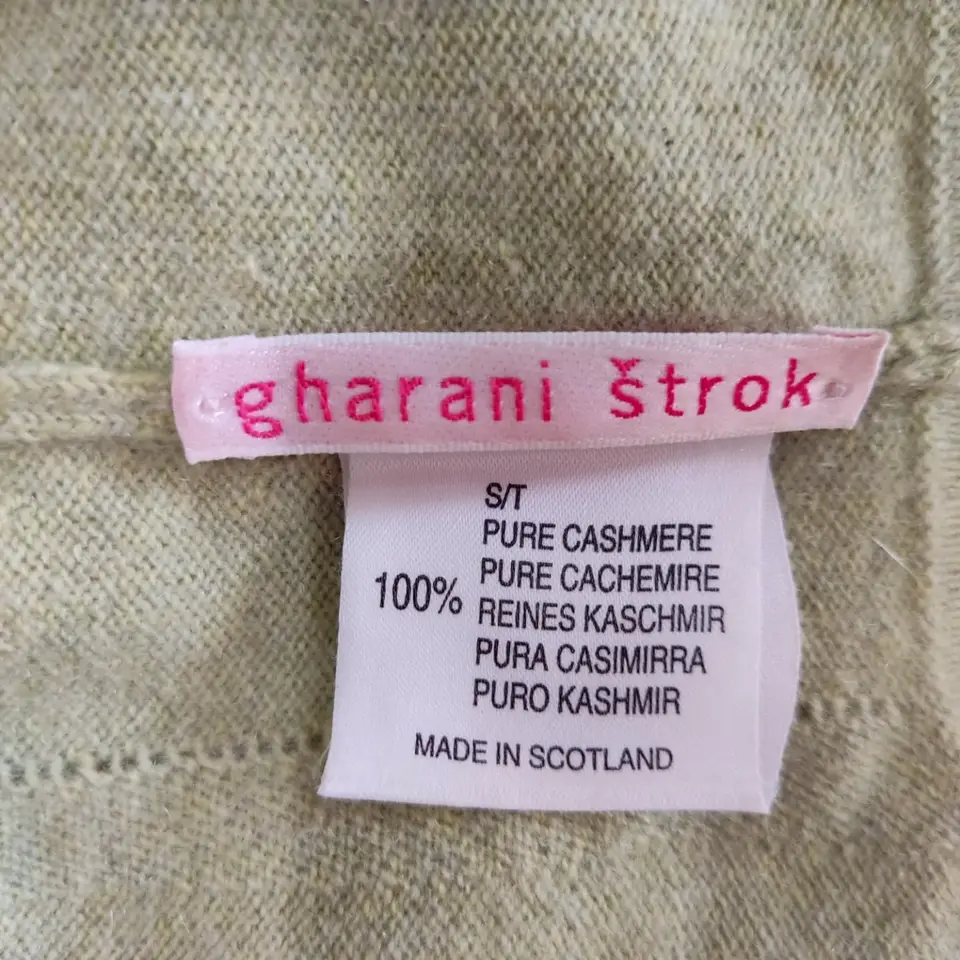 gharani štrok
S/T
PURE CASHMERE
PURE CACHEMIRE
100% REINES KASCHMIR
PURA CASIMIRRA
PURO KASHMIR
MADE IN SCOTLAND